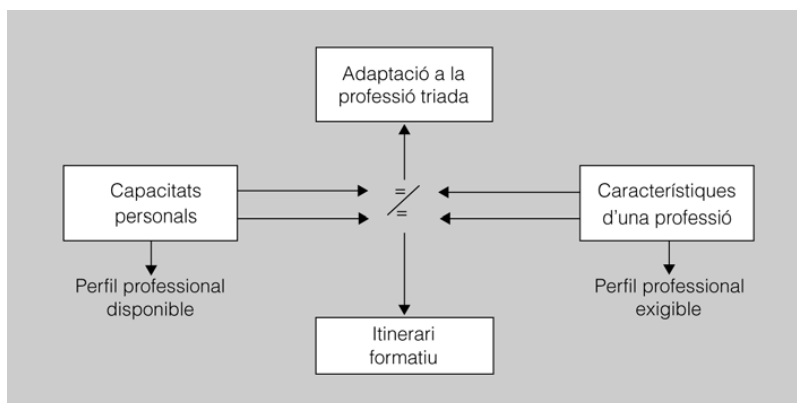 Adaptació a la
professió triada
Capacitats
personals
=
=
Característiques
d'una professió
Perfil professional
disponible
Perfil professional
exigible
Itinerari
formatiu